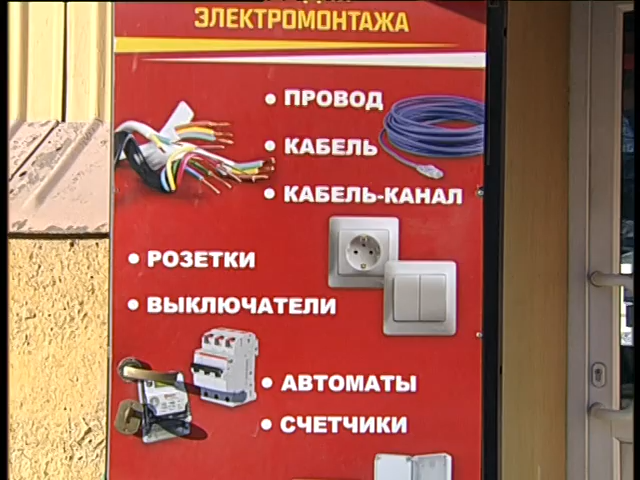 ЭЛЕКТРОМОНТАЖА
• ПРОВОД
• КАБЕЛЬ
• КАБЕЛЬ-КАНАЛ
• РОЗЕТКИ
• ВЫКЛЮЧАТЕЛИ
• АВТОМАТЫ
• СЧЕТЧИКИ